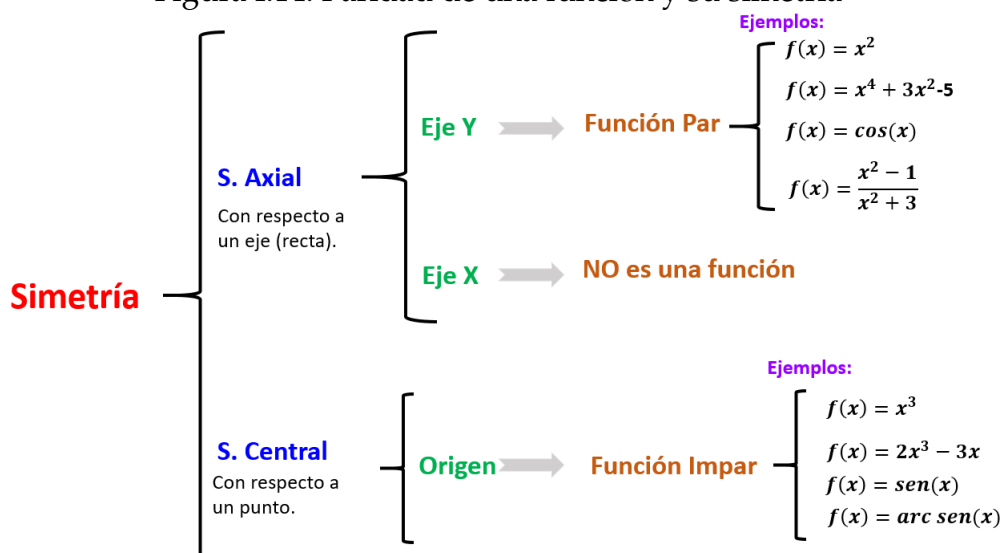 Ejemplos:
f(x) = x²
f(x) = x⁴ + 3x²-5
Eje Y
Función Par
f(x) = cos(x)
f(x) = (x² − 1)/(x² + 3)
S. Axial
Con respecto a
un eje (recta).
Eje X
NO es una función
Simetría
Ejemplos:
f(x) = x³
S. Central
Con respecto a
un punto.
Origen
Función Impar
f(x) = 2x³ − 3x
f(x) = sen(x)
f(x) = arc sen(x)